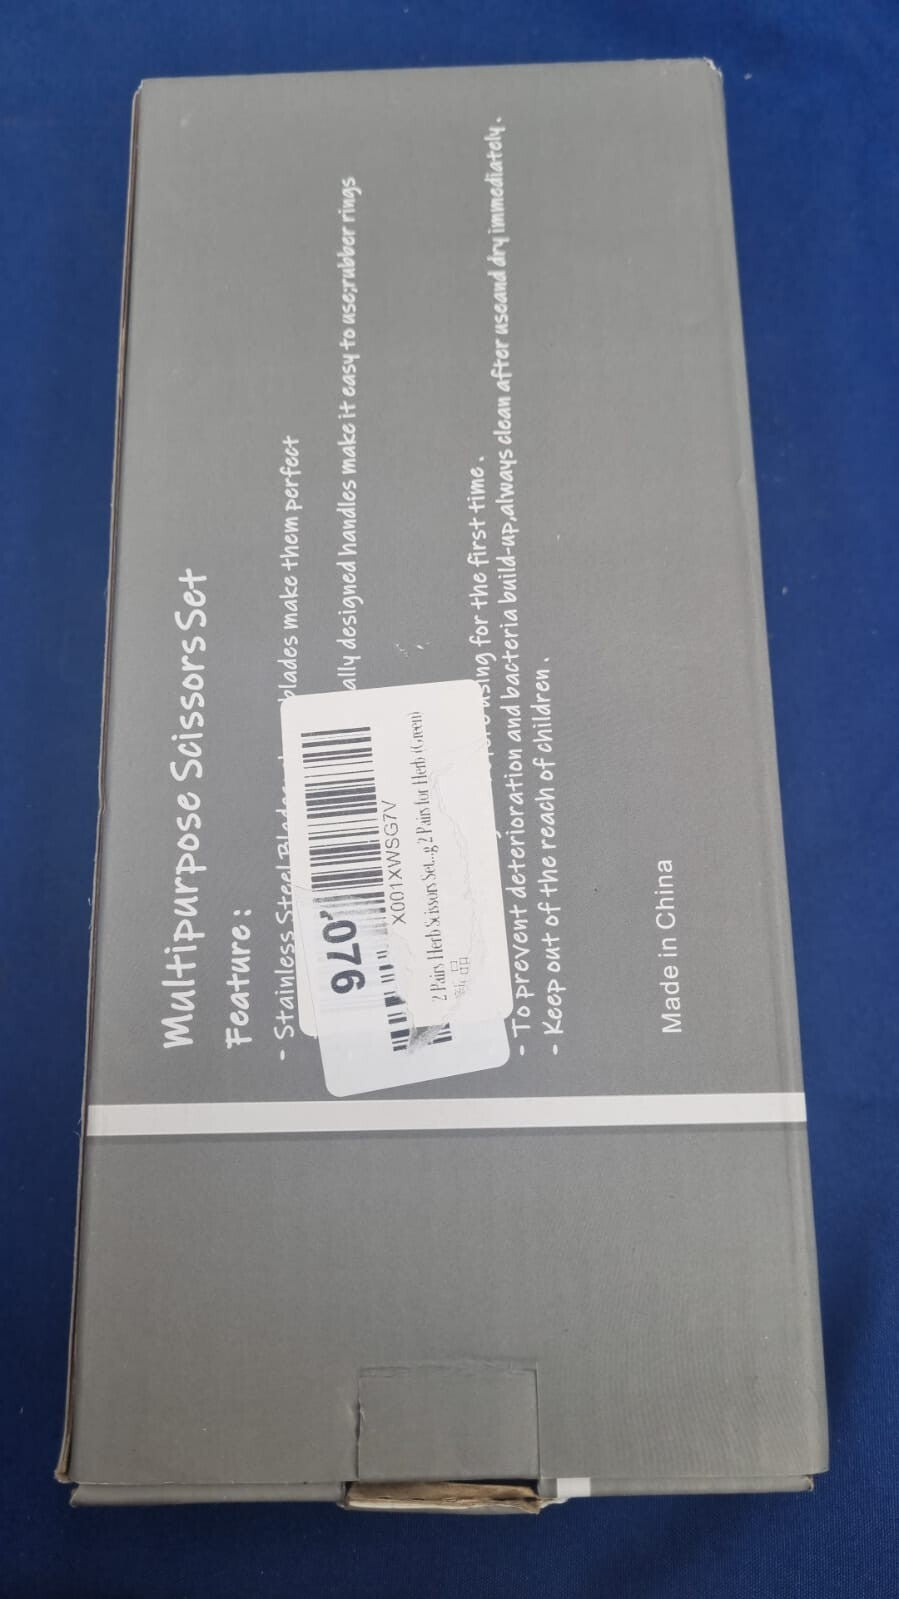 Multipurpose Scissors Set
Feature:
- Stainless Steel Blades blades make them perfect
ally designed handles make it easy to use;rubber rings
using for the first time.
- To prevent deterioration and bacteria build-up,always clean after useand dry immediately.
- Keep out of the reach of children.
Made in China
076
X001XWSG7V
2 Pairs Herb Scissors Set...g 2 Pairs for Herb (Green)
新品